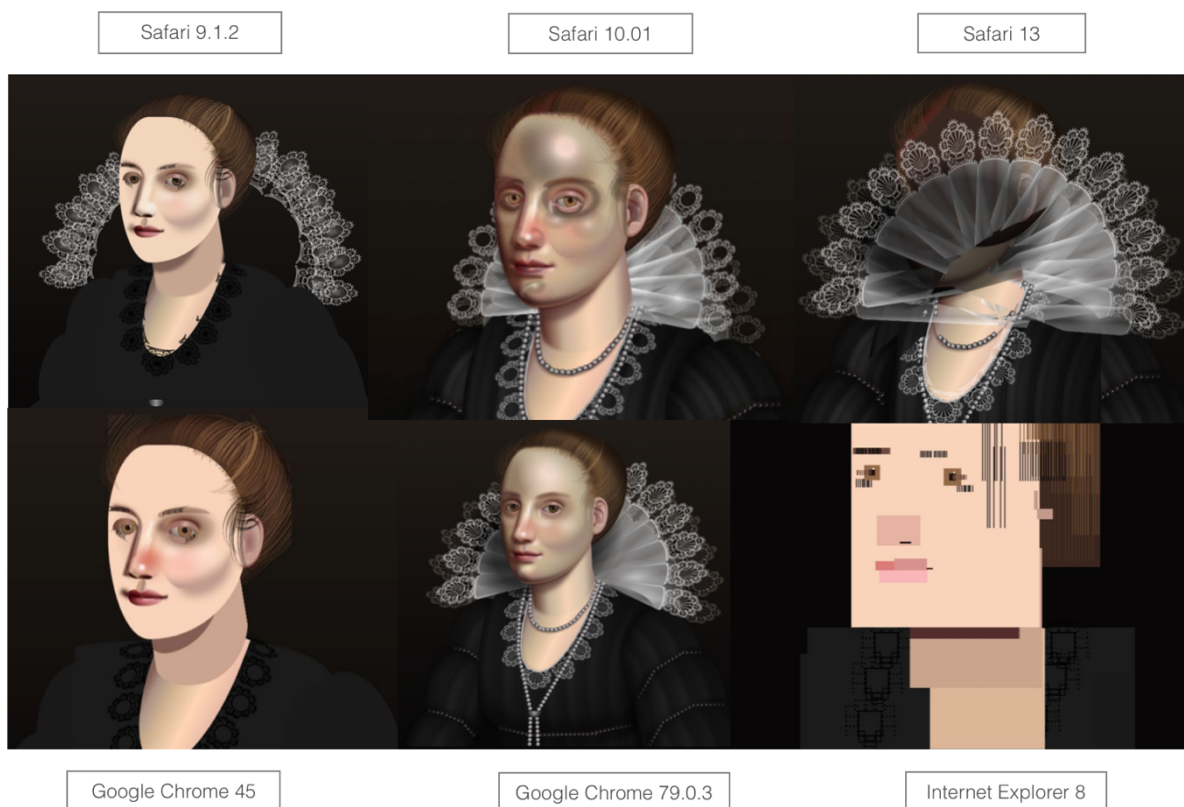 Safari 9.1.2
Safari 10.01
Safari 13
Google Chrome 45
Google Chrome 79.0.3
Internet Explorer 8